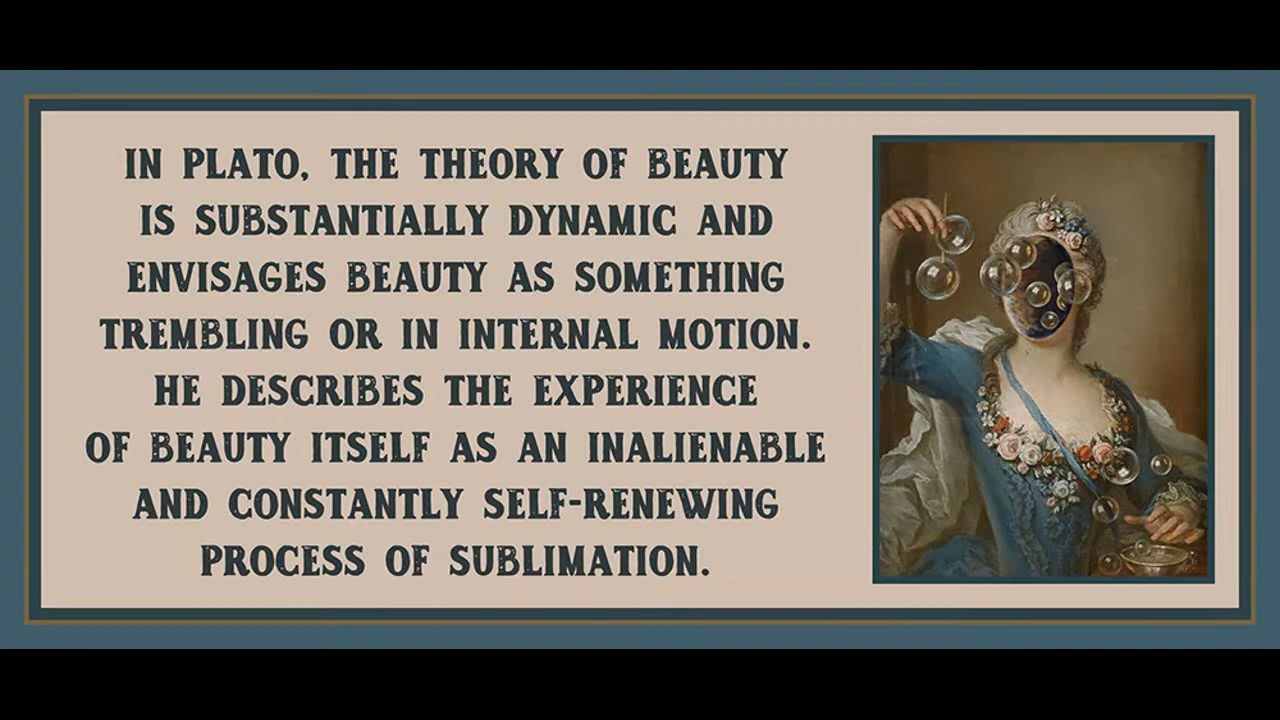 IN PLATO, THE THEORY OF BEAUTY
IS SUBSTANTIALLY DYNAMIC AND
ENVISAGES BEAUTY AS SOMETHING
TREMBLING OR IN INTERNAL MOTION.
HE DESCRIBES THE EXPERIENCE
OF BEAUTY ITSELF AS AN INALIENABLE
AND CONSTANTLY SELF-RENEWING
PROCESS OF SUBLIMATION.